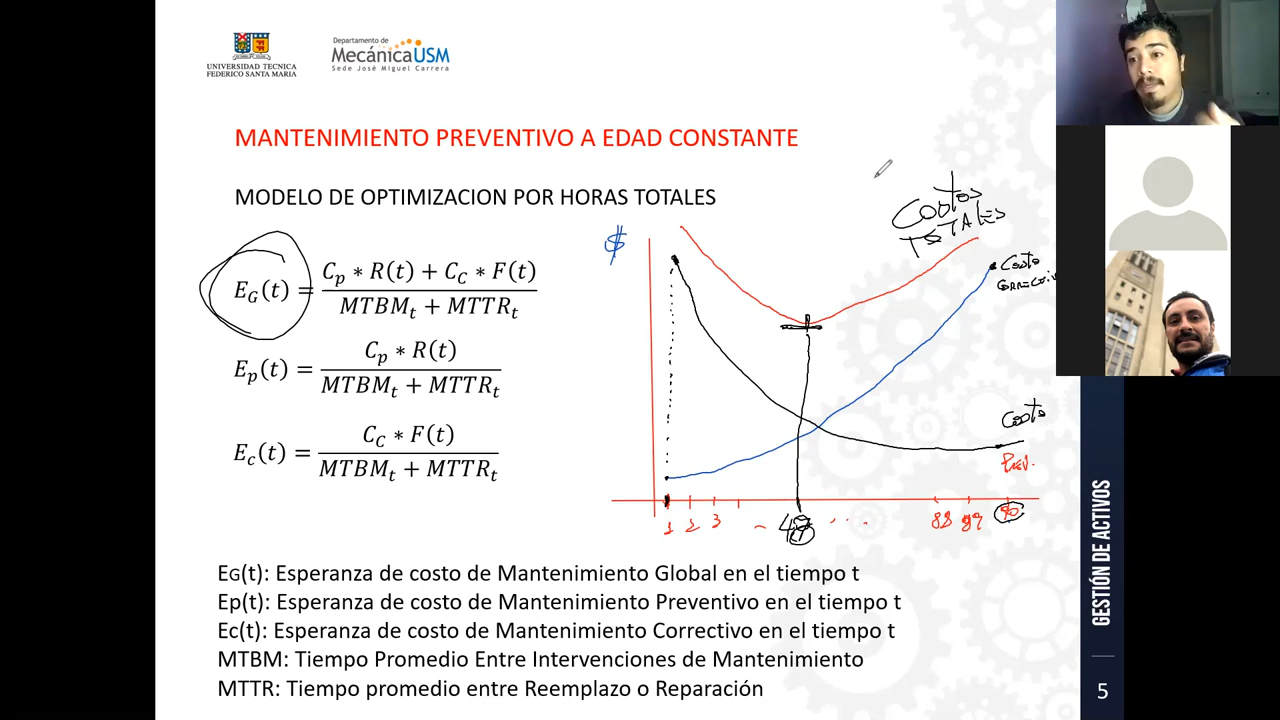 UNIVERSIDAD TECNICA
FEDERICO SANTA MARIA
Departamento de
MecánicaUSM
Sede José Miguel Carrera
MANTENIMIENTO PREVENTIVO A EDAD CONSTANTE
MODELO DE OPTIMIZACION POR HORAS TOTALES
E_G(t) = (C_p * R(t) + C_C * F(t)) / (MTBM_t + MTTR_t)
E_p(t) = (C_p * R(t)) / (MTBM_t + MTTR_t)
E_c(t) = (C_C * F(t)) / (MTBM_t + MTTR_t)
$
Costos
TOTALES
Costo
Costo
Prev.
1 2 3 - ... 88 89 90
EG(t): Esperanza de costo de Mantenimiento Global en el tiempo t
Ep(t): Esperanza de costo de Mantenimiento Preventivo en el tiempo t
Ec(t): Esperanza de costo de Mantenimiento Correctivo en el tiempo t
MTBM: Tiempo Promedio Entre Intervenciones de Mantenimiento
MTTR: Tiempo promedio entre Reemplazo o Reparación
GESTIÓN DE ACTIVOS
5